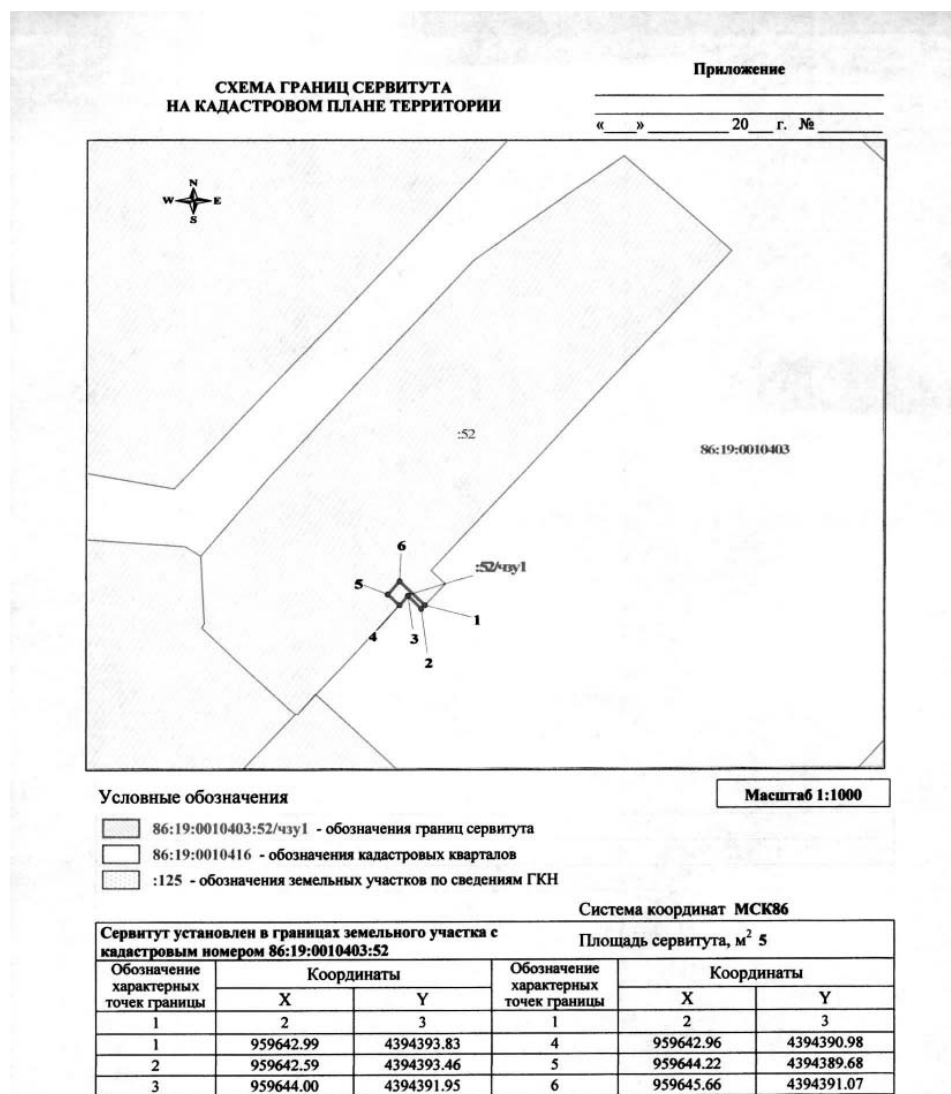 Приложение
СХЕМА ГРАНИЦ СЕРВИТУТА
НА КАДАСТРОВОМ ПЛАНЕ ТЕРРИТОРИИ
«___» ________ 20__ г. № ______
N
W E
S
:52
86:19:0010403
6
:52/чзу1
5
1
4
3
2
Условные обозначения
Масштаб 1:1000
86:19:0010403:52/чзу1 - обозначения границ сервитута
86:19:0010416 - обозначения кадастровых кварталов
:125 - обозначения земельных участков по сведениям ГКН
Система координат МСК86
Сервитут установлен в границах земельного участка с
кадастровым номером 86:19:0010403:52
Площадь сервитута, м² 5
Обозначение характерных точек границы Координаты Обозначение характерных точек границы Координаты
X Y X Y
1 2 3 1 2 3
1 959642.99 4394393.83 4 959642.96 4394390.98
2 959642.59 4394393.46 5 959644.22 4394389.68
3 959644.00 4394391.95 6 959645.66 4394391.07